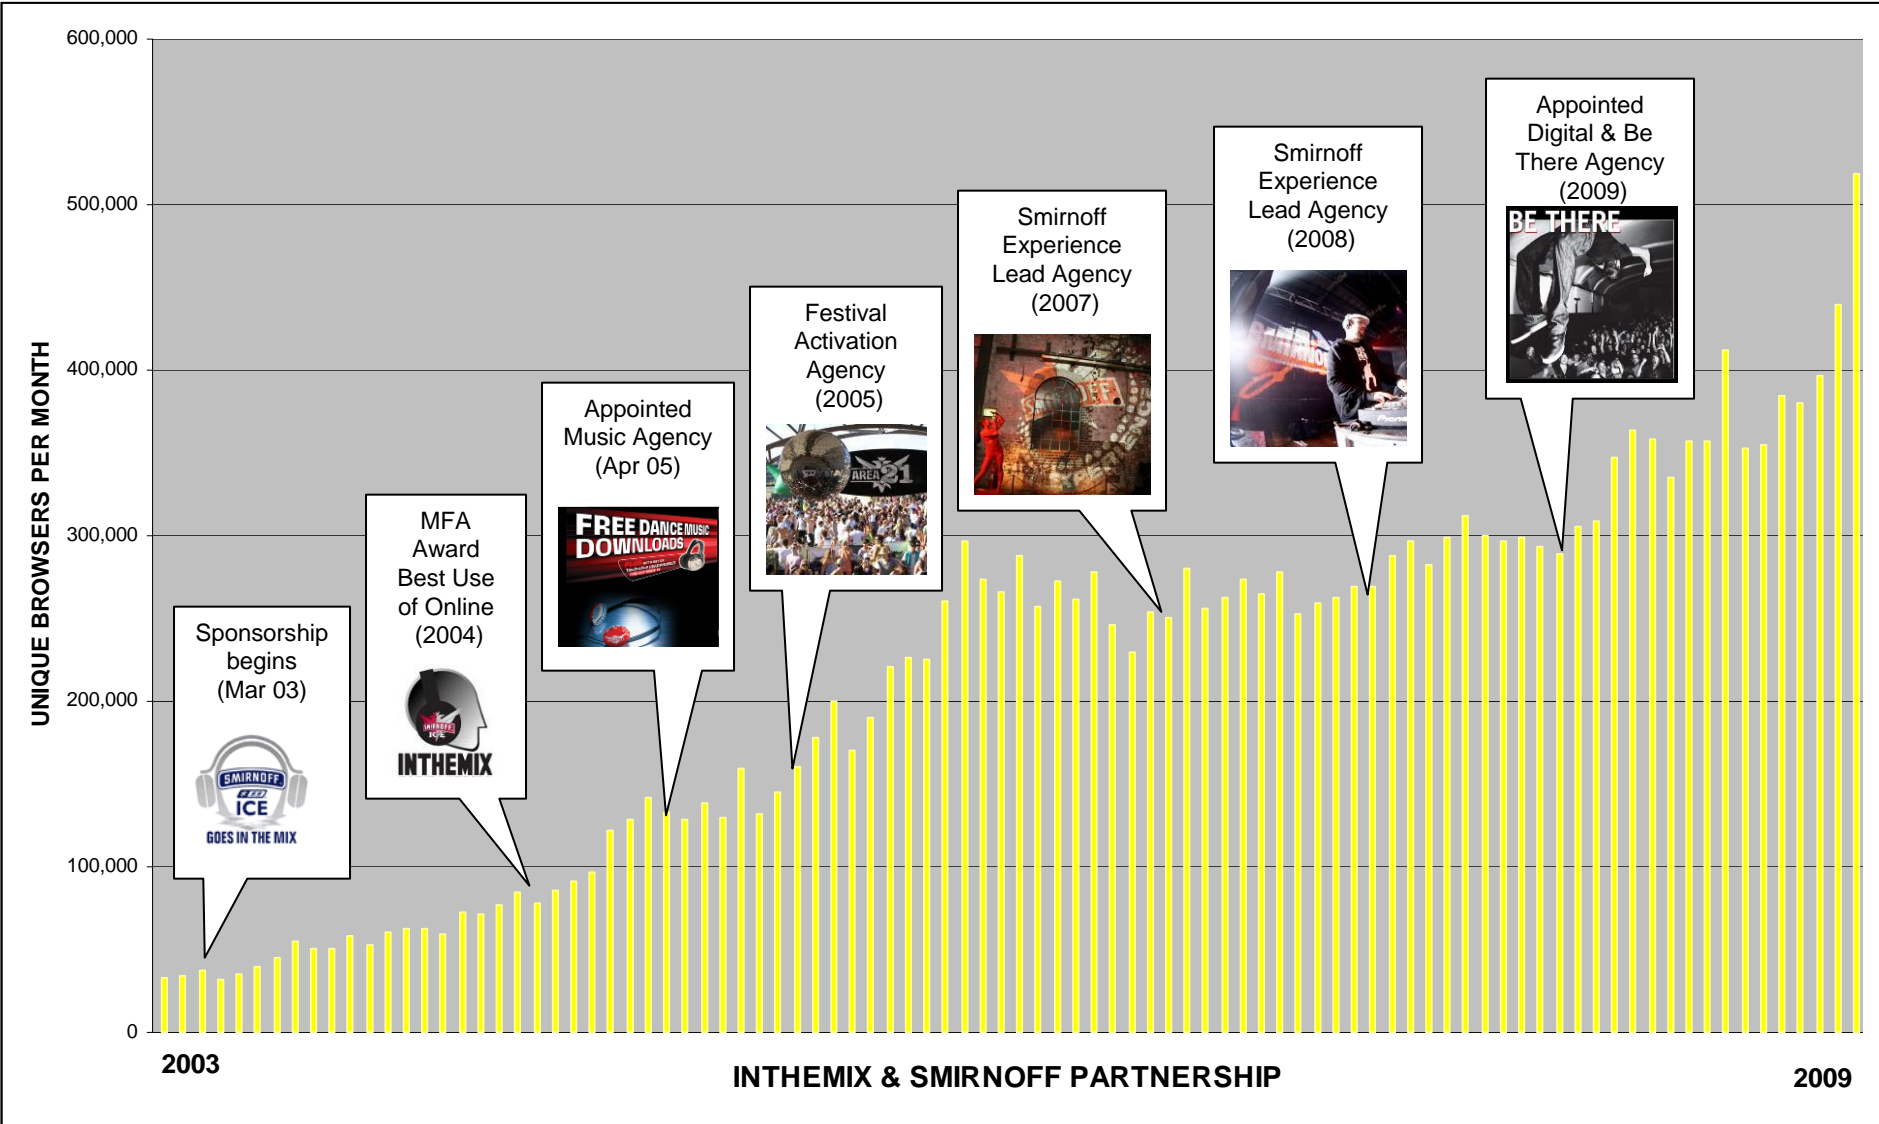 600,000
500,000
400,000
300,000
200,000
100,000
0
UNIQUE BROWSERS PER MONTH
Sponsorship
begins
(Mar 03)
SMIRNOFF
ICE
GOES IN THE MIX
MFA
Award
Best Use
of Online
(2004)
SMIRNOFF
ICE
INTHEMIX
Appointed
Music Agency
(Apr 05)
FREE DANCE MUSIC
DOWNLOADS
PLUS
Festival
Activation
Agency
(2005)
AREA 21
Smirnoff
Experience
Lead Agency
(2007)
Smirnoff
Experience
Lead Agency
(2008)
Appointed
Digital & Be
There Agency
(2009)
BE THERE
2003
INTHEMIX & SMIRNOFF PARTNERSHIP
2009